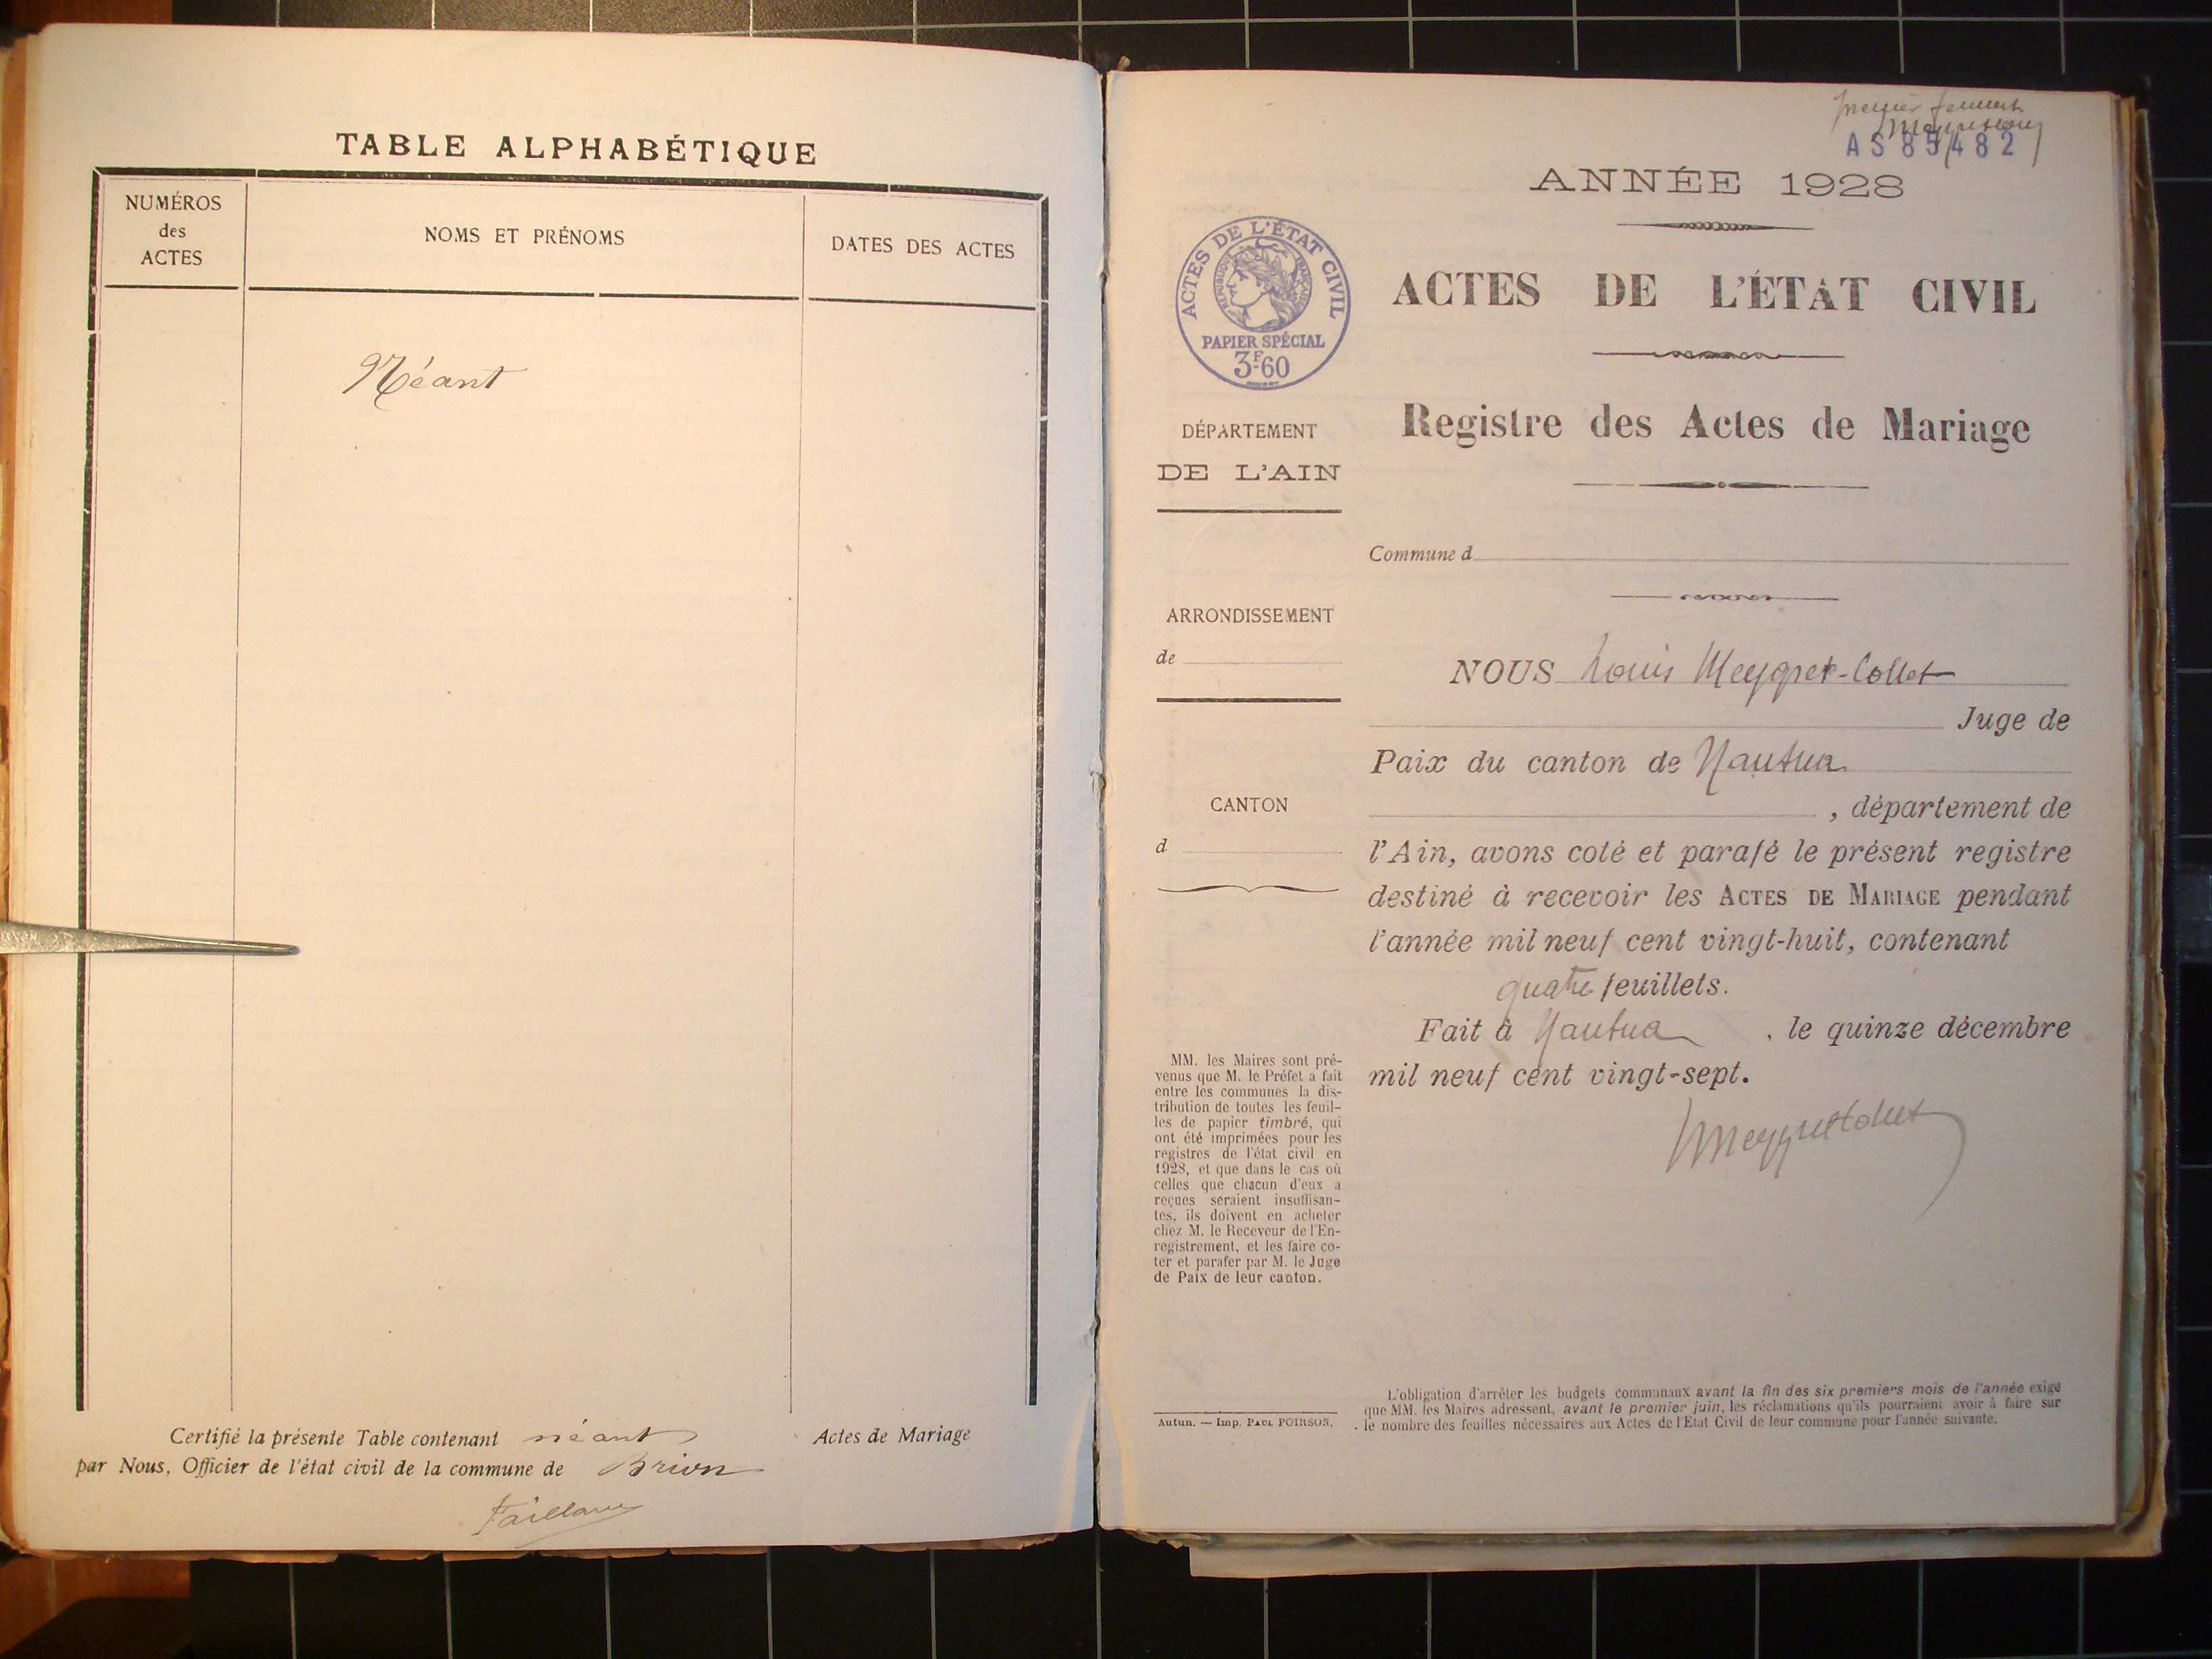 TABLE ALPHABÉTIQUE
NUMÉROS
des
ACTES
NOMS ET PRÉNOMS
DATES DES ACTES
Néant
Certifié la présente Table contenant néant Actes de Mariage
par Nous, Officier de l'état civil de la commune de Brion
premier feuillet
AS 85482
ANNÉE 1928
ACTES DE L'ÉTAT CIVIL
RÉPUBLIQUE FRANÇAISE
PAPIER SPÉCIAL
3F60
ACTES DE L'ÉTAT CIVIL
Registre des Actes de Mariage
DÉPARTEMENT
DE L'AIN
ARRONDISSEMENT
de
CANTON
d
Commune d
NOUS Louis Meygret-Collet
Juge de
Paix du canton de Nantua
, département de
l'Ain, avons coté et parafé le présent registre
destiné à recevoir les ACTES DE MARIAGE pendant
l'année mil neuf cent vingt-huit, contenant
quatre feuillets.
Fait à Nantua, le quinze décembre
mil neuf cent vingt-sept.
Meygret Collet
MM. les Maires sont pré-
venus que M. le Préfet a fait
entre les communes la dis-
tribution de toutes les feuil-
les de papier timbré, qui
ont été imprimées pour les
registres de l'état civil en
1928, et que dans le cas où
celles que chacun d'eux a
reçues seraient insuffisan-
tes, ils doivent en acheter
chez M. le Receveur de l'En-
registrement, et les faire co-
ter et parafer par M. le Juge
de Paix de leur canton.
Autun. — Imp. PAUL POIRSON.
L'obligation d'arrêter les budgets communaux avant la fin des six premiers mois de l'année exige
que MM. les Maires adressent, avant le premier juin, les réclamations qu'ils pourraient avoir à faire sur
le nombre des feuilles nécessaires aux Actes de l'Etat Civil de leur commune pour l'année suivante.